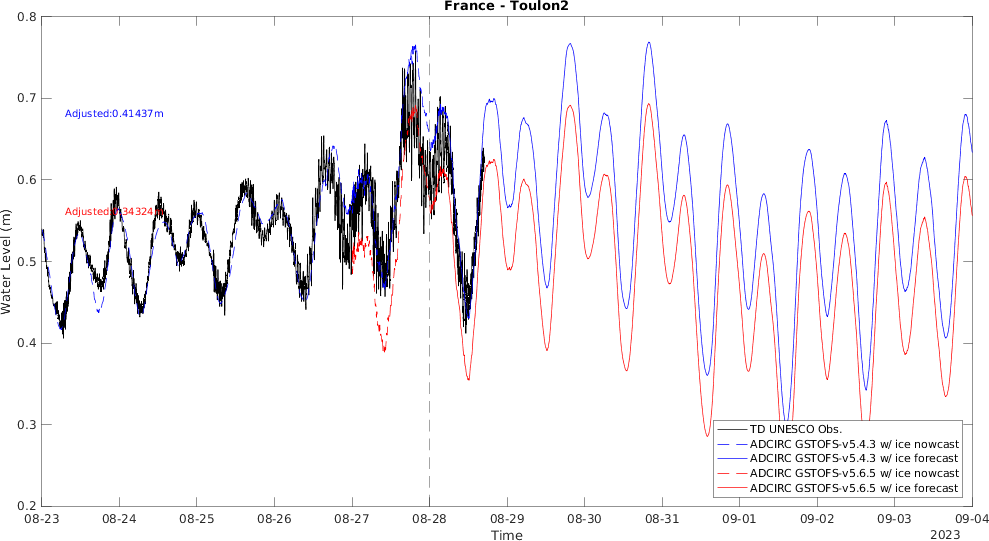 France - Toulon2
0.8
0.7
0.6
0.5
0.4
0.3
0.2
Water Level (m)
Adjusted:0.41437m
Adjusted:
34324
TD UNESCO Obs.
ADCIRC GSTOFS-v5.4.3 w/ ice nowcast
ADCIRC GSTOFS-v5.4.3 w/ ice forecast
ADCIRC GSTOFS-v5.6.5 w/ ice nowcast
ADCIRC GSTOFS-v5.6.5 w/ ice forecast
08-23 08-24 08-25 08-26 08-27 08-28 08-29 08-30 08-31 09-01 09-02 09-03 09-04
Time
2023